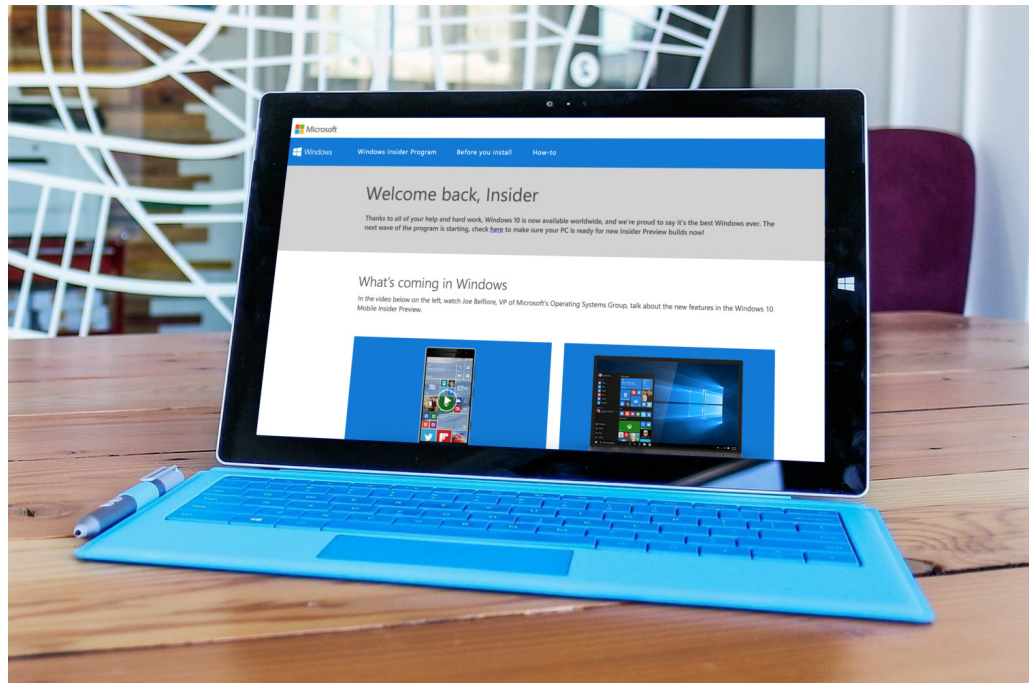 Microsoft
Windows Windows Insider Program Before you install How-to
Welcome back, Insider
Thanks to all of your help and hard work, Windows 10 is now available worldwide, and we're proud to say it's the best Windows ever. The
next wave of the program is starting, check here to make sure your PC is ready for new Insider Preview builds now!
What's coming in Windows
In the video below on the left, watch Joe Belfiore, VP of Microsoft's Operating Systems Group, talk about the new features in the Windows 10
Mobile Insider Preview.